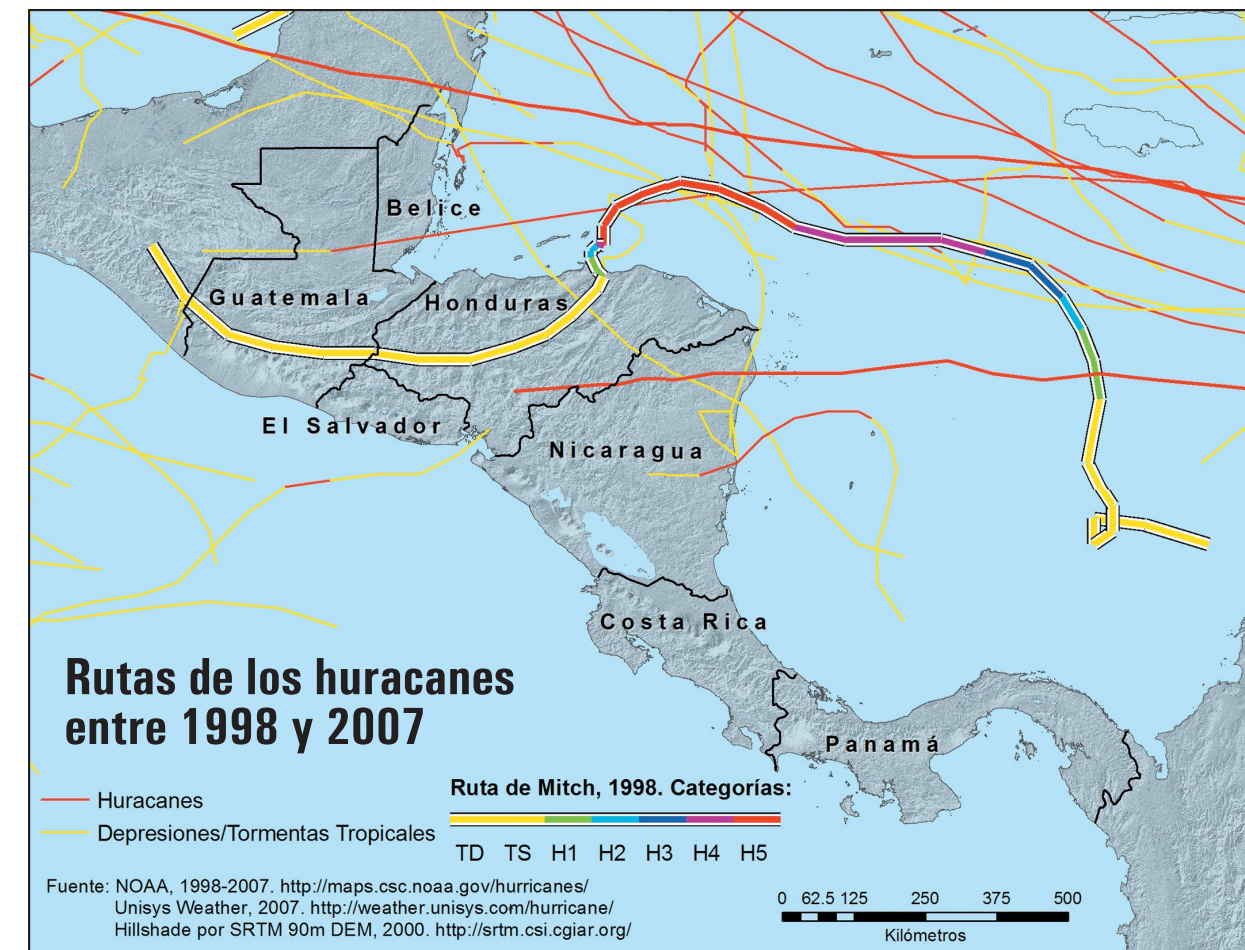 Belice
Guatemala
Honduras
El Salvador
Nicaragua
Costa Rica
Panamá
Rutas de los huracanes
entre 1998 y 2007
Huracanes
Depresiones/Tormentas Tropicales
Ruta de Mitch, 1998. Categorías:
TD TS H1 H2 H3 H4 H5
Fuente: NOAA, 1998-2007. http://maps.csc.noaa.gov/hurricanes/
Unisys Weather, 2007. http://weather.unisys.com/hurricane/
Hillshade por SRTM 90m DEM, 2000. http://srtm.csi.cgiar.org/
0 62.5 125 250 375 500
Kilómetros